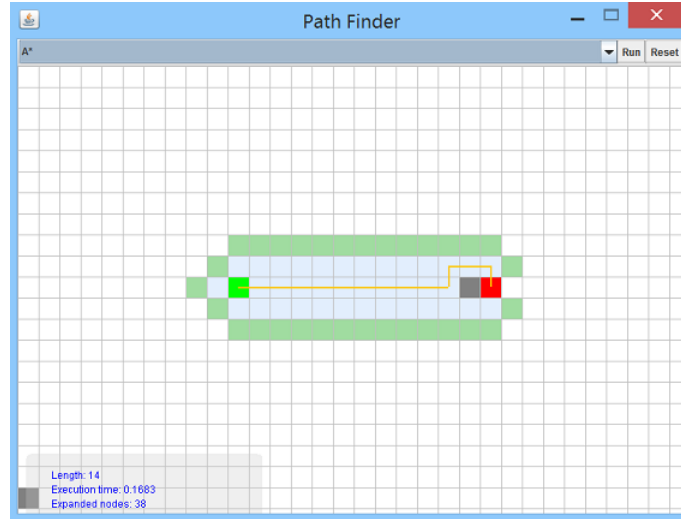 Path Finder
A* Run Reset
Length: 14
Execution time: 0.1683
Expanded nodes: 38